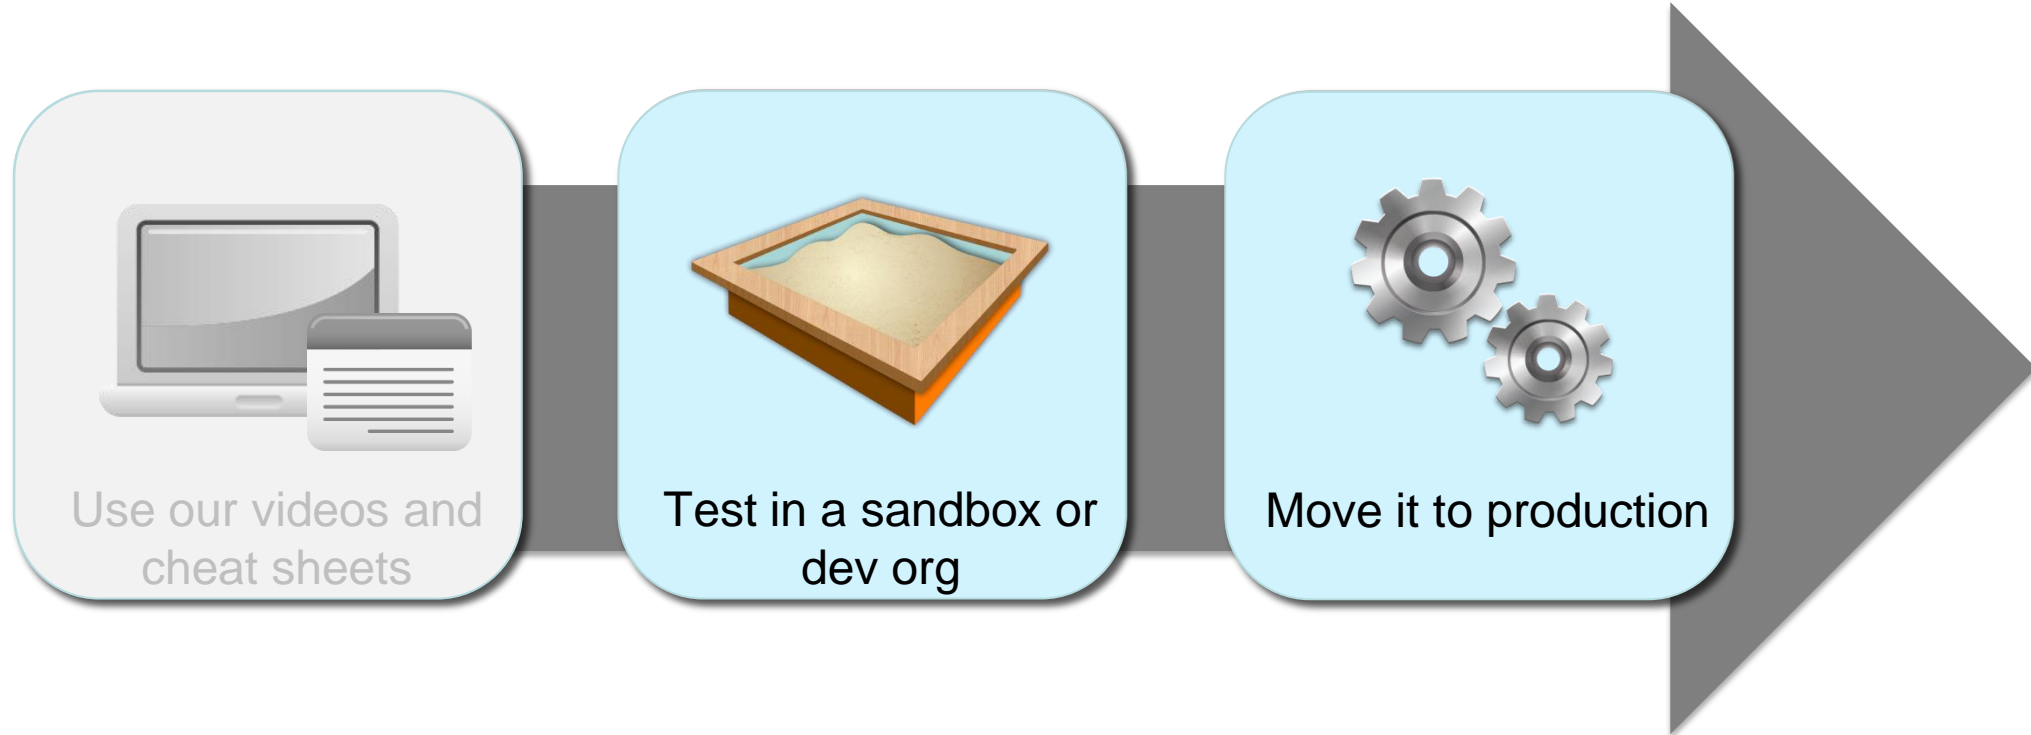 Use our videos and
cheat sheets
Test in a sandbox or
dev org
Move it to production